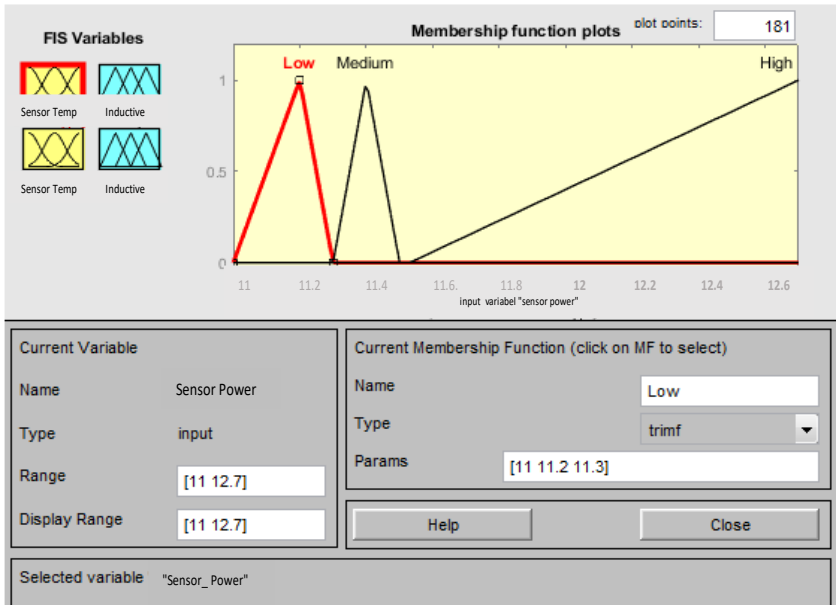 FIS Variables
Membership function plots
plot points:
181
Sensor Temp
Inductive
Sensor Temp
Inductive
Low
Medium
High
1
0.5
0
11 11.2 11.4 11.6. 11.8 12 12.2 12.4 12.6
input variabel "sensor power"
Current Variable
Name Sensor Power
Type input
Range [11 12.7]
Display Range [11 12.7]
Current Membership Function (click on MF to select)
Name Low
Type trimf
Params [11 11.2 11.3]
Help
Close
Selected variable "Sensor_ Power"